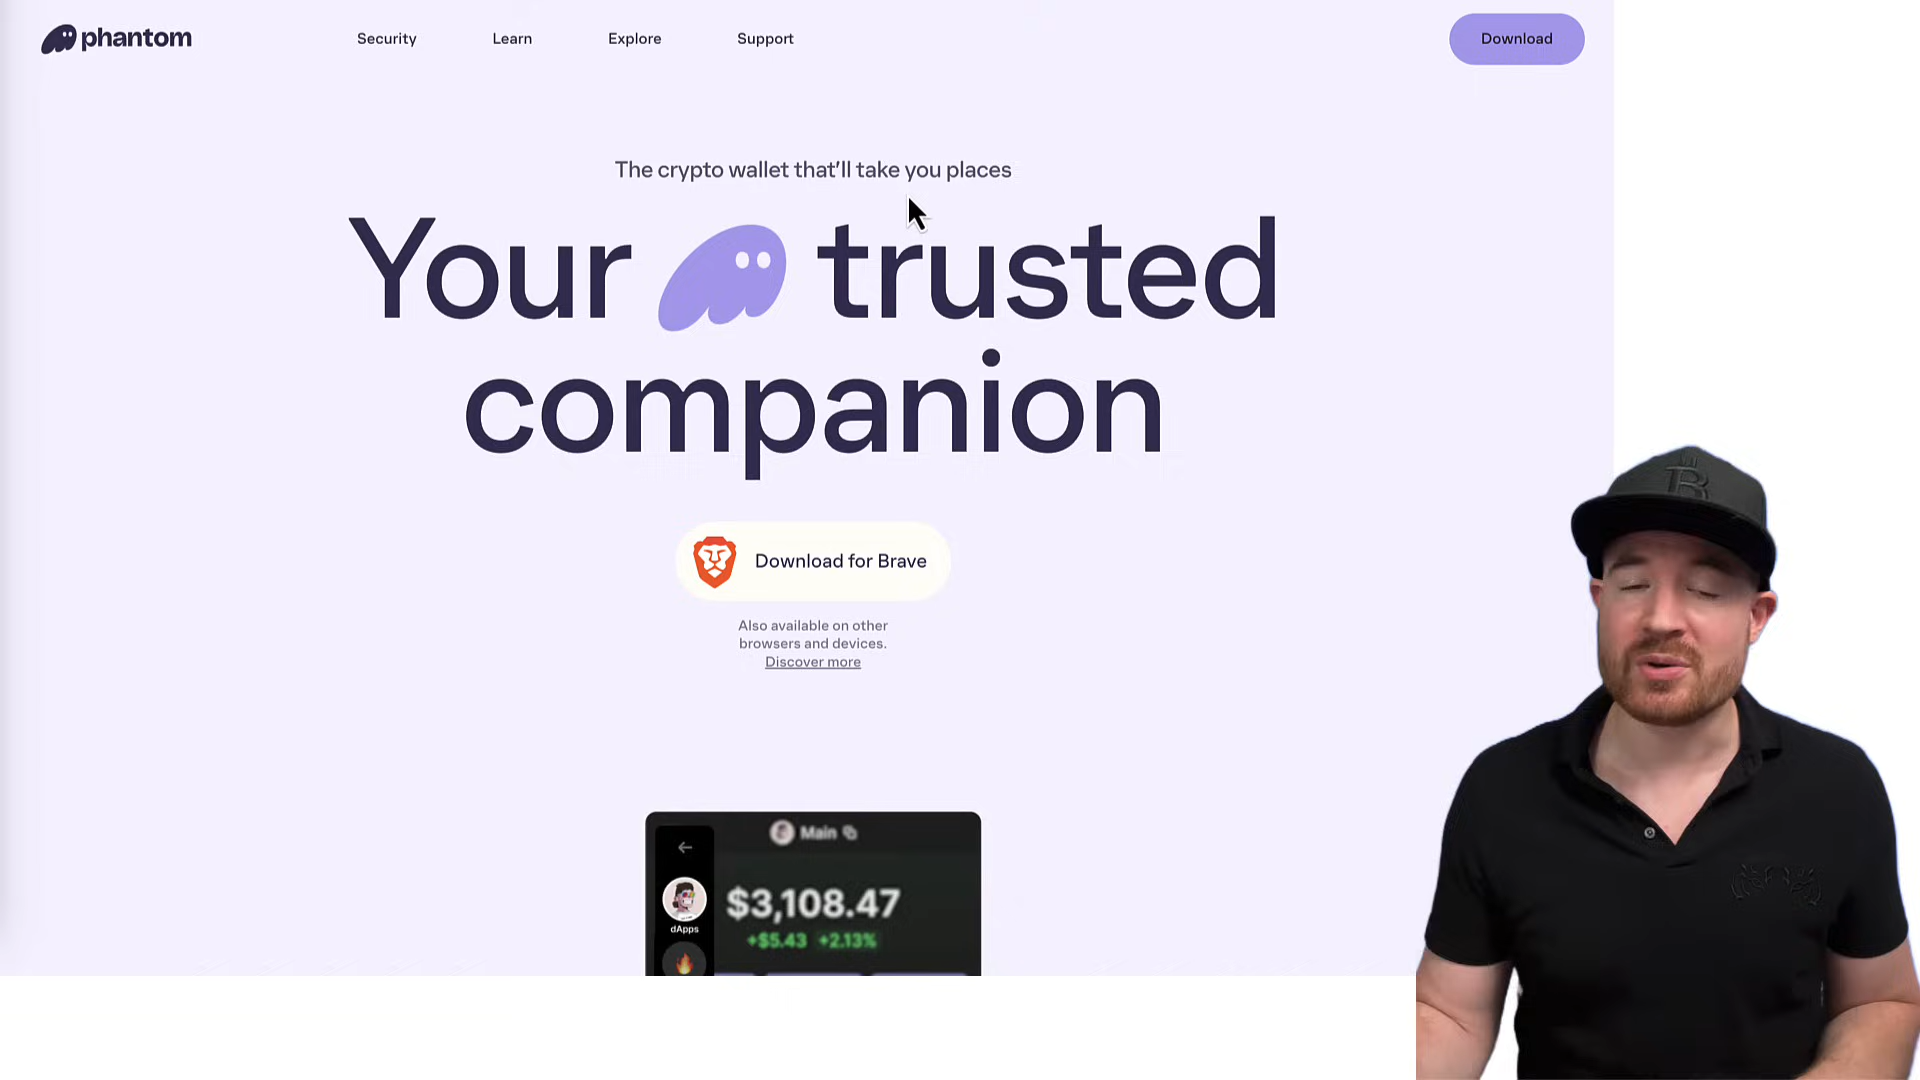 phantom
Security
Learn
Explore
Support
Download
The crypto wallet that'll take you places
Your trusted
companion
Download for Brave
Also available on other
browsers and devices.
Discover more
Main
$3,108.47
+$5.43 +2.13%
dApps